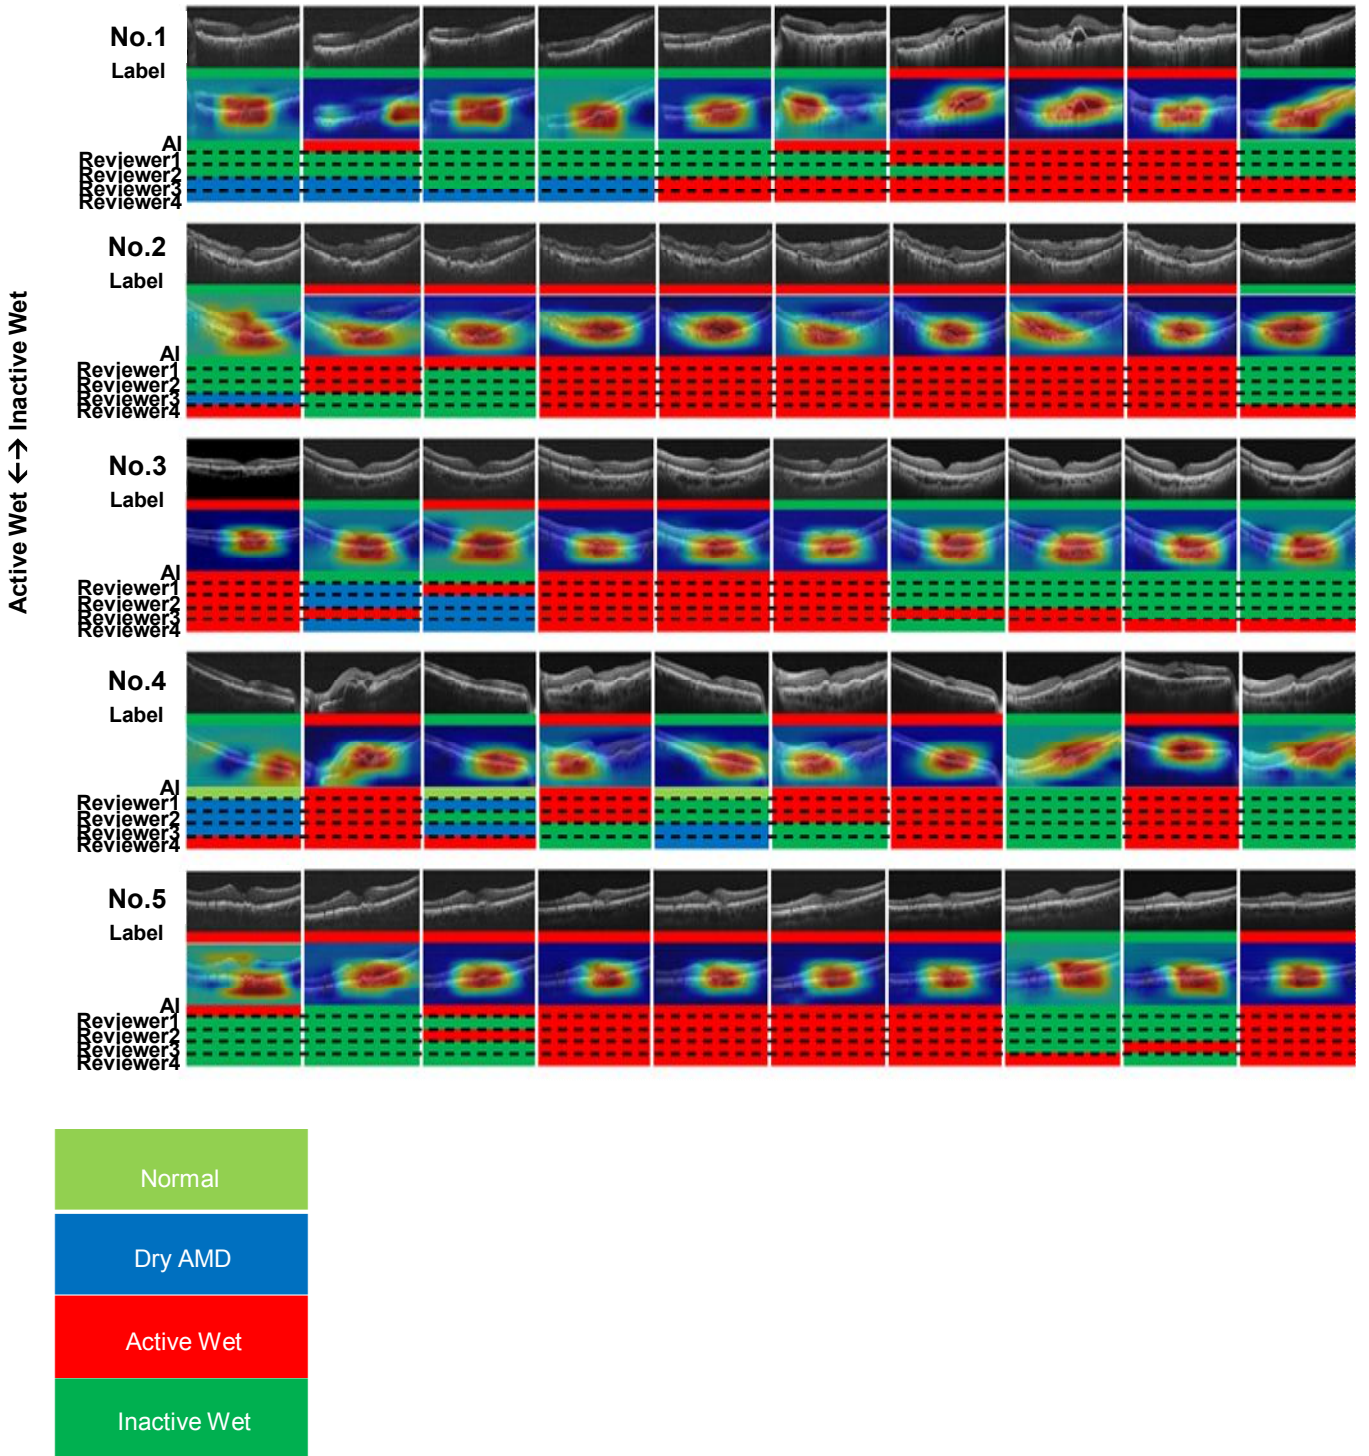 Active Wet ←→ Inactive Wet
No.1
Label
AI
Reviewer1
Reviewer2
Reviewer3
Reviewer4
No.2
Label
AI
Reviewer1
Reviewer2
Reviewer3
Reviewer4
No.3
Label
AI
Reviewer1
Reviewer2
Reviewer3
Reviewer4
No.4
Label
AI
Reviewer1
Reviewer2
Reviewer3
Reviewer4
No.5
Label
AI
Reviewer1
Reviewer2
Reviewer3
Reviewer4
Normal
Dry AMD
Active Wet
Inactive Wet